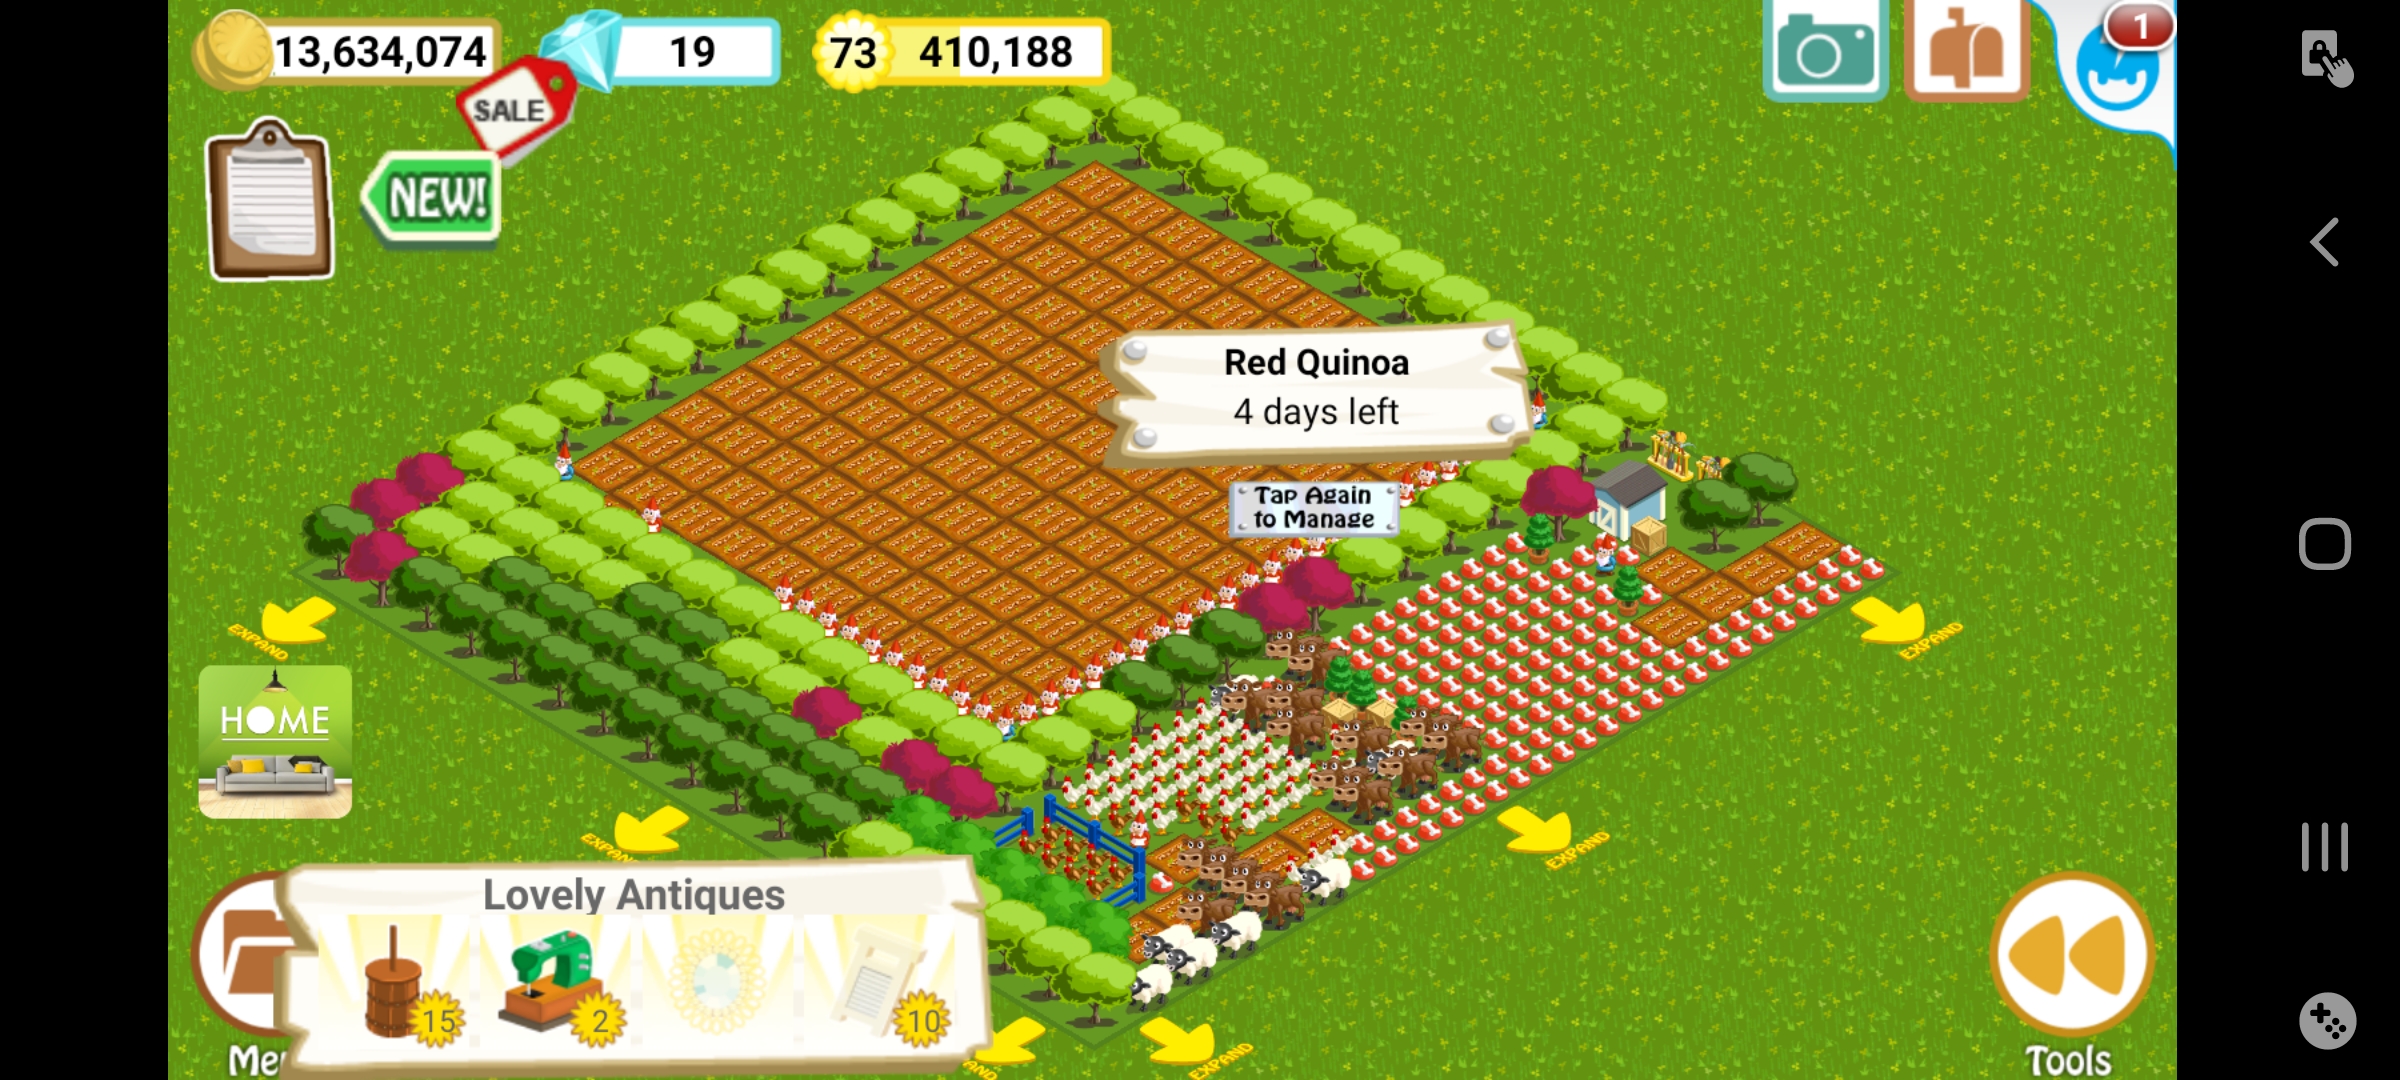 13,634,074
19
73
410,188
1
SALE
NEW!
Red Quinoa
4 days left
Tap Again
to Manage
EXPAND
EXPAND
HOME
EXPAND
EXPAND
Lovely Antiques
15
2
10
EXPAND
Tools